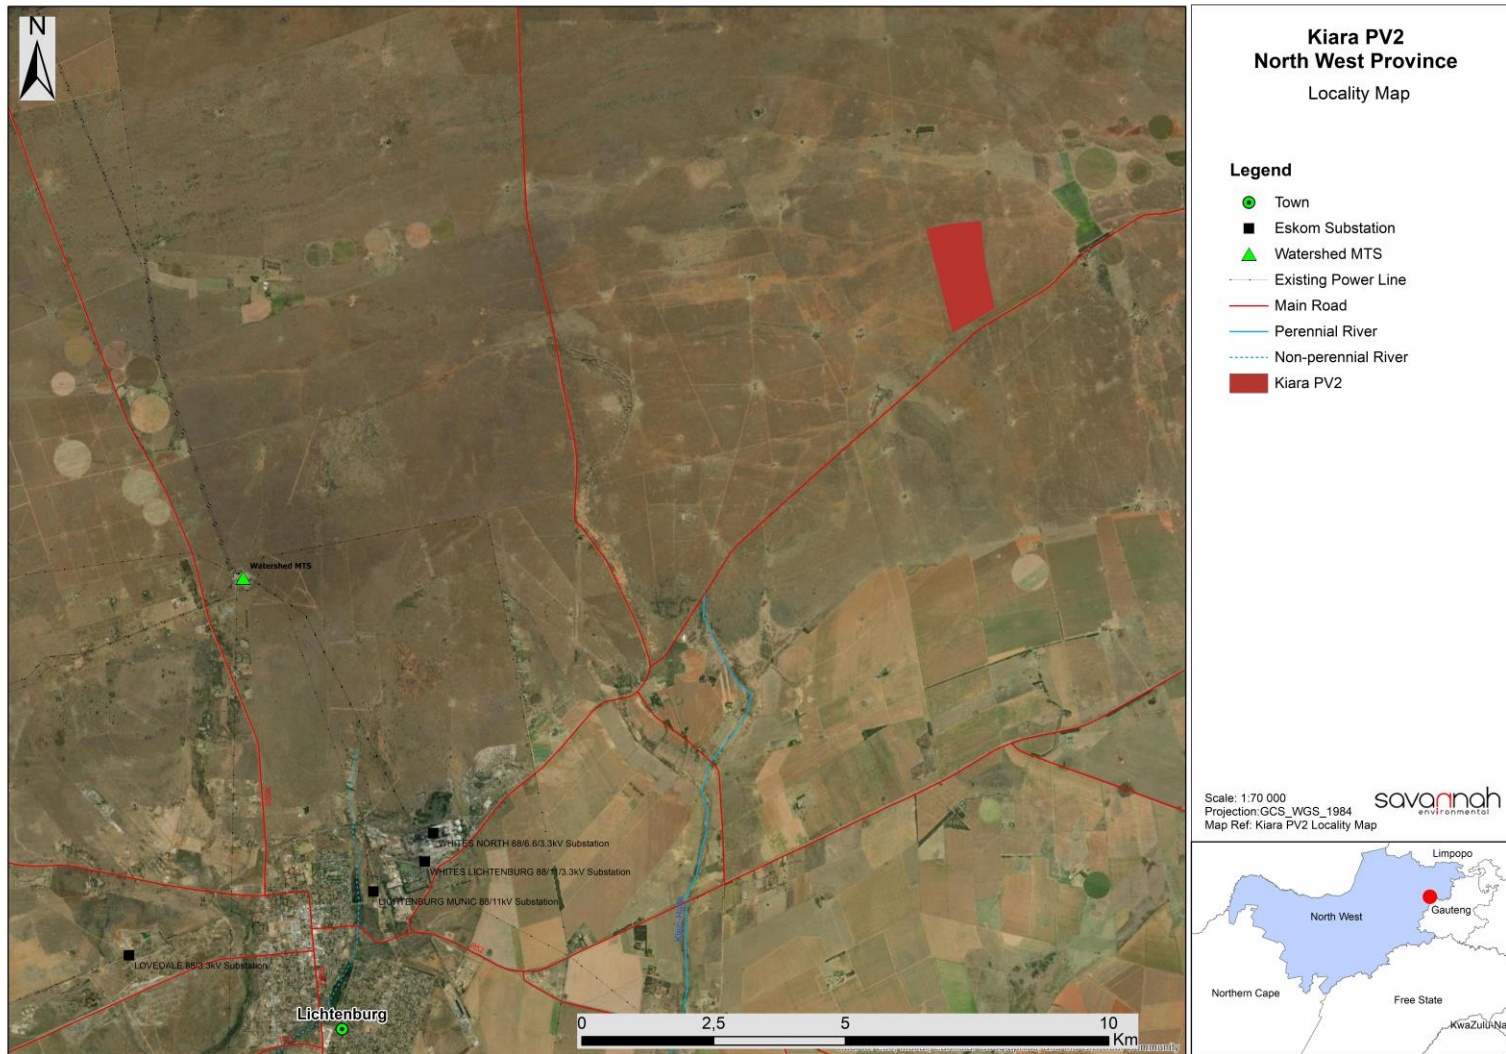 N
Watershed MTS
WHITES NORTH 88/6.6/3.3kV Substation
WHITES LICHTENBURG 88/11/3.3kV Substation
LICHTENBURG MUNIC 88/11kV Substation
LOVEDALE 88/3.3kV Substation
Lichtenburg
0 2,5 5 10
Km
Kiara PV2
North West Province
Locality Map
Legend
Town
Eskom Substation
Watershed MTS
Existing Power Line
Main Road
Perennial River
Non-perennial River
Kiara PV2
Scale: 1:70 000
Projection:GCS_WGS_1984
Map Ref: Kiara PV2 Locality Map
savannah
environmental
Limpopo
North West
Gauteng
Northern Cape
Free State
KwaZulu-Na